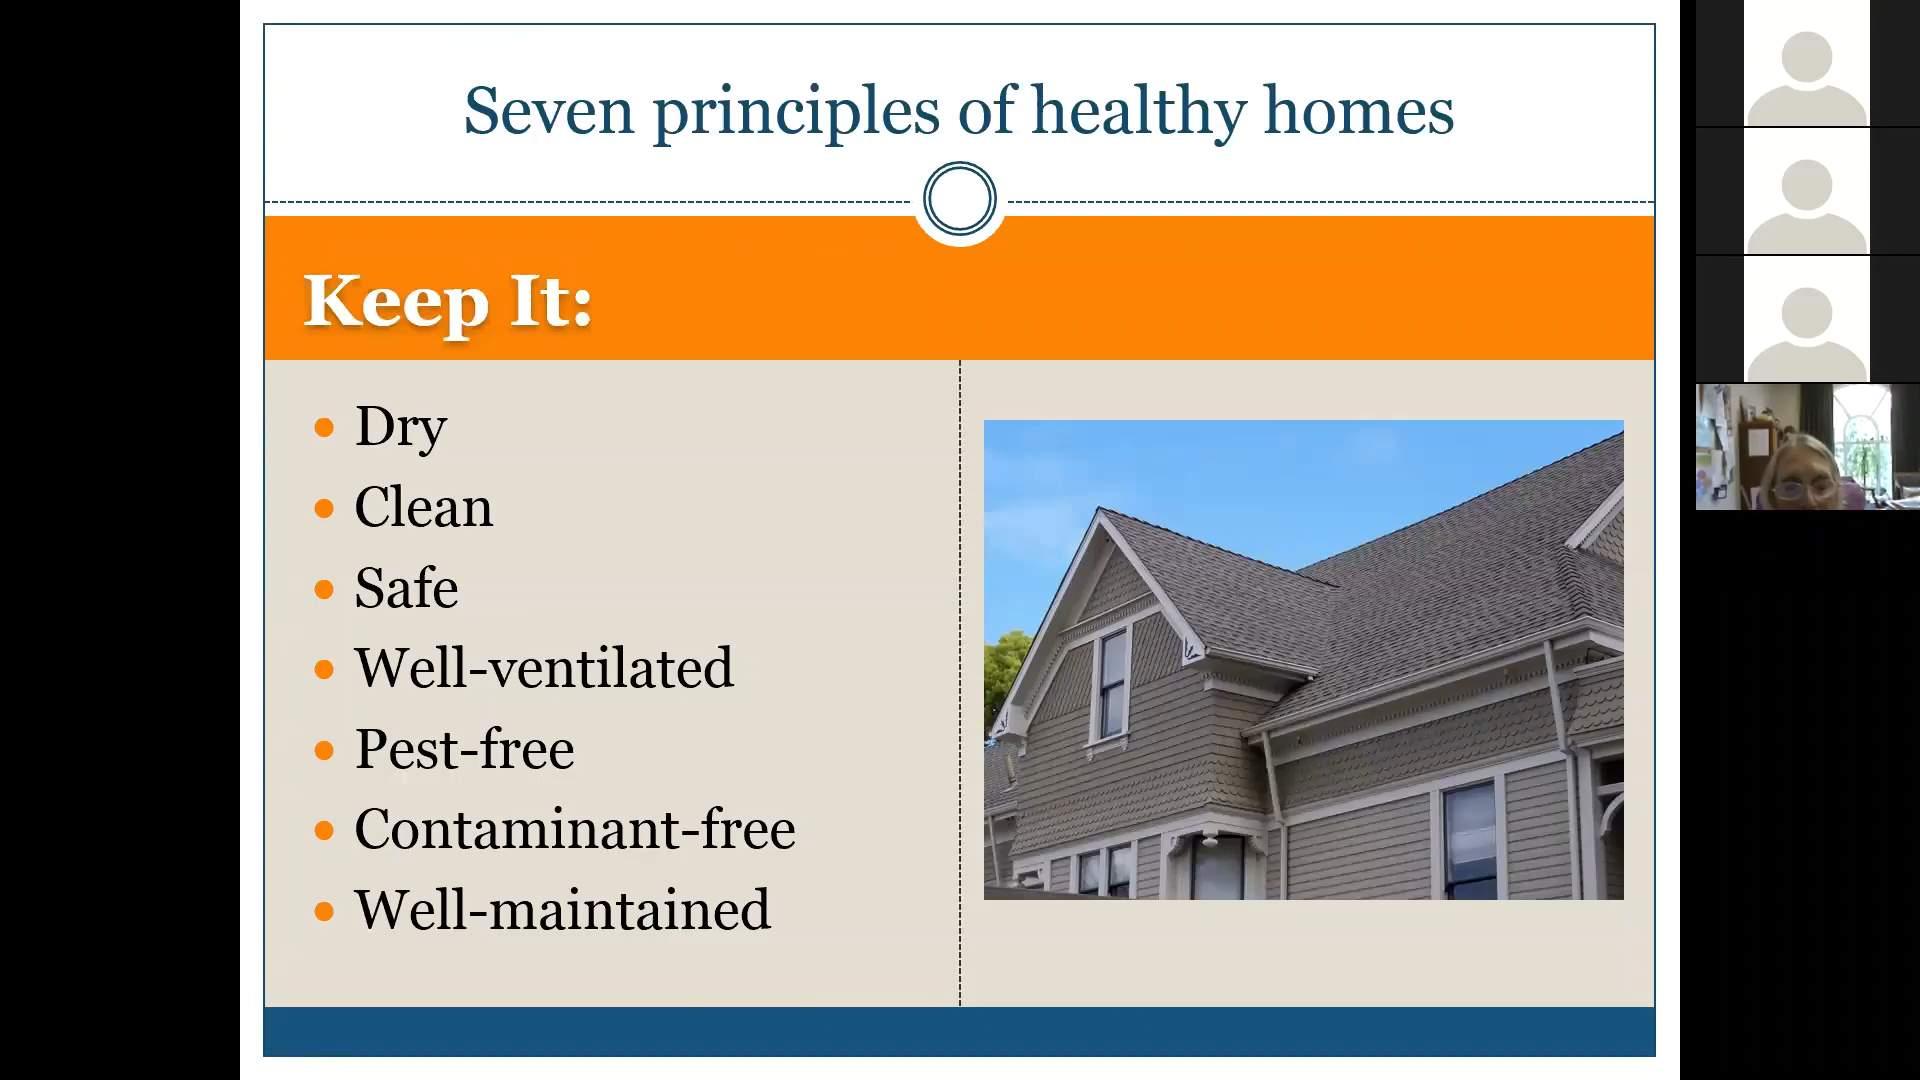 Seven principles of healthy homes
Keep It:
Dry
Clean
Safe
Well-ventilated
Pest-free
Contaminant-free
Well-maintained